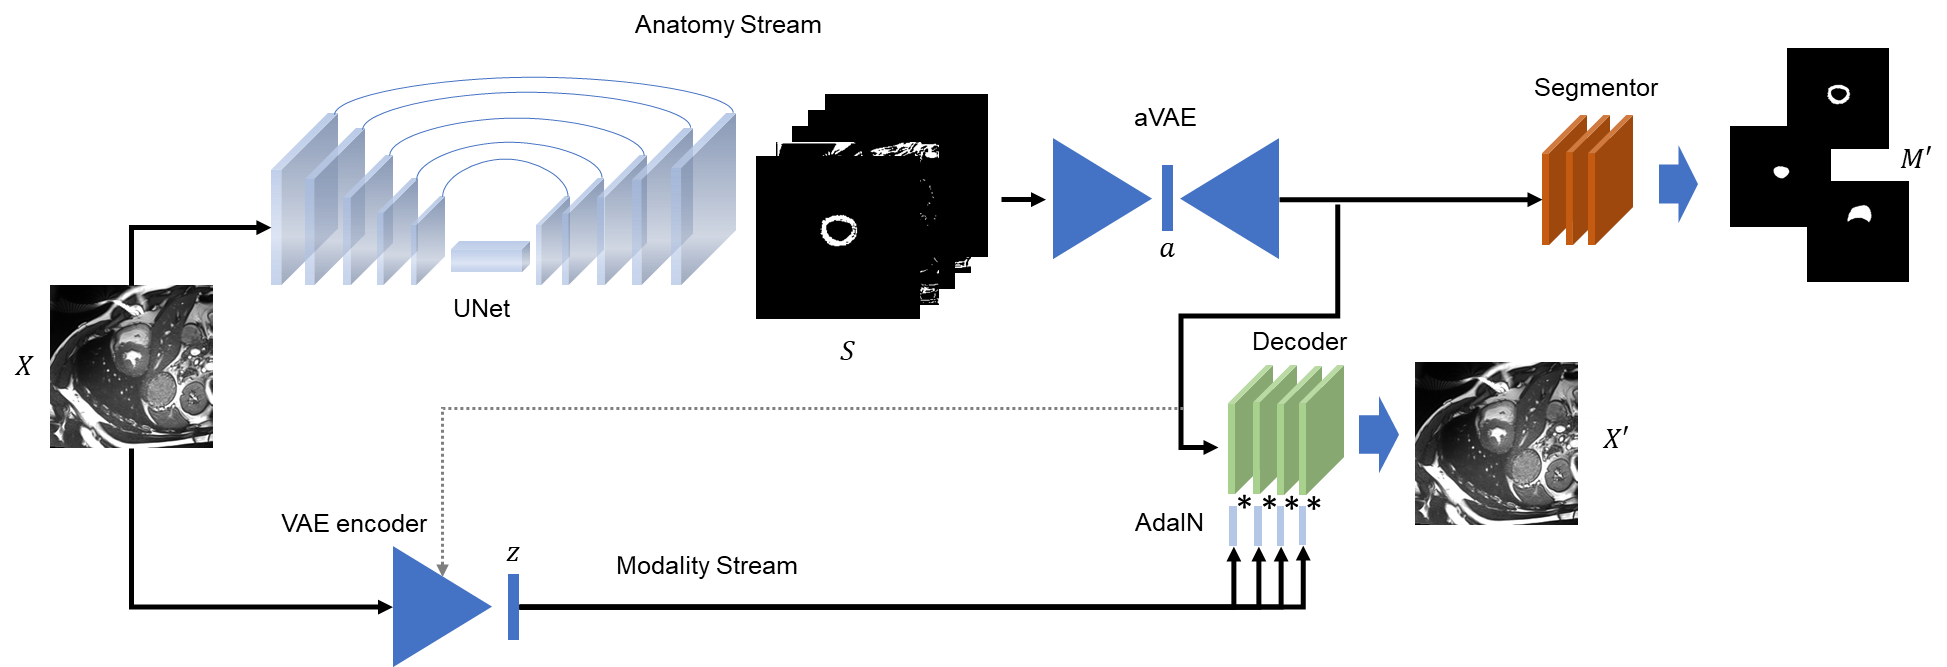 Anatomy Stream
Segmentor
aVAE
M′
a
UNet
S
X
Decoder
X′
VAE encoder
AdaIN
* * * *
z
Modality Stream